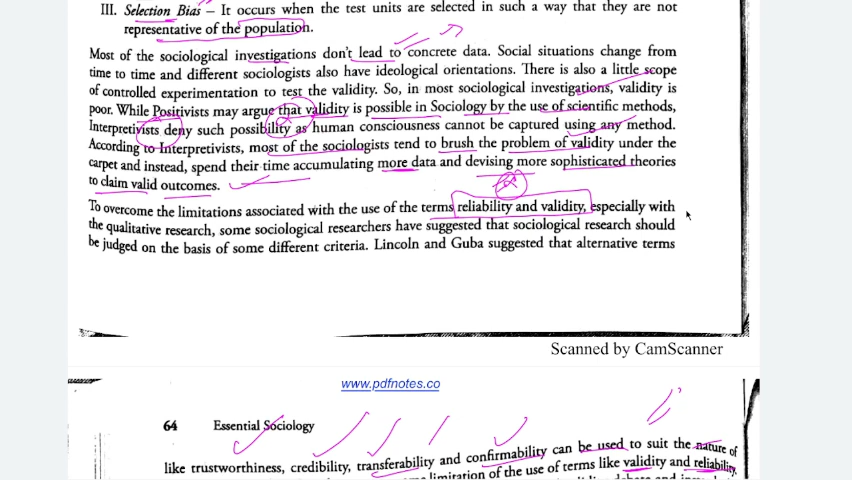 III. Selection Bias – It occurs when the test units are selected in such a way that they are not
representative of the population.
Most of the sociological investigations don't lead to concrete data. Social situations change from
time to time and different sociologists also have ideological orientations. There is also a little scope
of controlled experimentation to test the validity. So, in most sociological investigations, validity is
poor. While Positivists may argue that validity is possible in Sociology by the use of scientific methods,
Interpretivists deny such possibility as human consciousness cannot be captured using any method.
According to Interpretivists, most of the sociologists tend to brush the problem of validity under the
carpet and instead, spend their time accumulating more data and devising more sophisticated theories
to claim valid outcomes.
To overcome the limitations associated with the use of the terms reliability and validity, especially with
the qualitative research, some sociological researchers have suggested that sociological research should
be judged on the basis of some different criteria. Lincoln and Guba suggested that alternative terms
Scanned by CamScanner
www.pdfnotes.co
64 Essential Sociology
like trustworthiness, credibility, transferability and confirmability can be used to suit the nature of
limitation of the use of terms like validity and reliability,